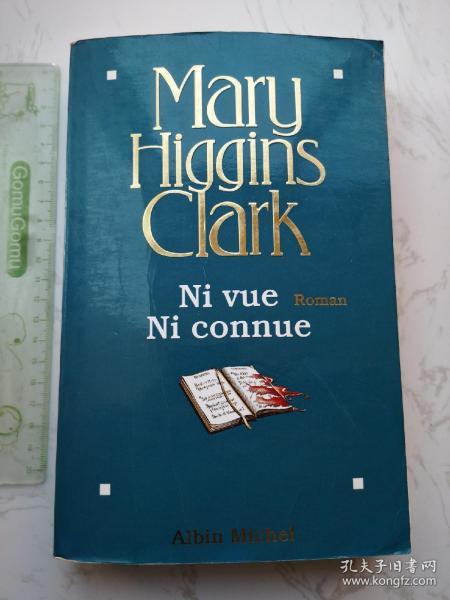 Mary
Higgins
Clark
Ni vue Roman
Ni connue
Albin Michel
GomuGomu
孔夫子旧书网
www.kongfz.com